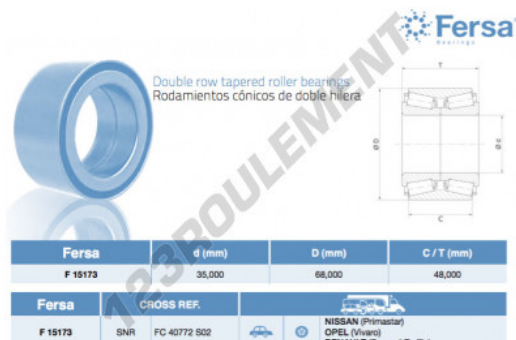 Fersa
Bearings
Double row tapered roller bearings
Rodamientos cónicos de doble hilera
T
Ø D
Ø d
C
123ROULEMENT
Fersa d (mm) D (mm) C / T (mm)
F 15173 35,000 68,000 48,000
Fersa CROSS REF.
F 15173 SNR FC 40772 S02 NISSAN (Primastar)
OPEL (Vivaro)